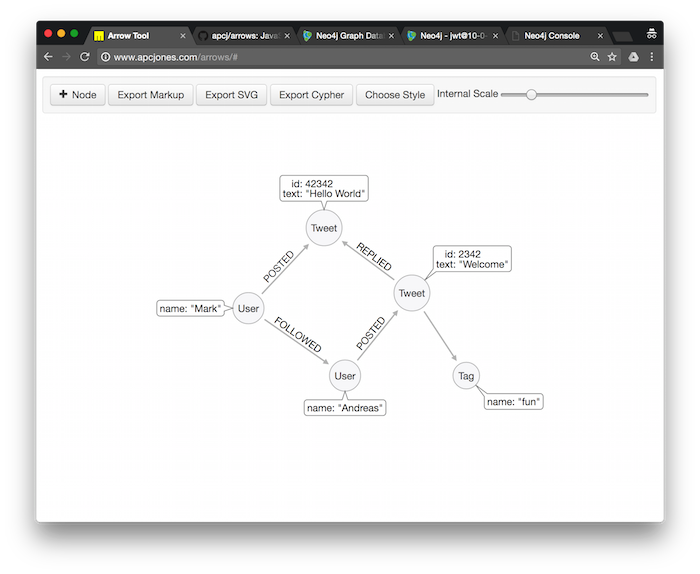 Arrow Tool
apcj/arrows: JavaS
Neo4j Graph Datab
Neo4j - jwt@10-0-
Neo4j Console
www.apcjones.com/arrows/#
+ Node
Export Markup
Export SVG
Export Cypher
Choose Style
Internal Scale
id: 42342
text: "Hello World"
Tweet
POSTED
REPLIED
id: 2342
text: "Welcome"
Tweet
name: "Mark"
User
FOLLOWED
POSTED
User
name: "Andreas"
Tag
name: "fun"